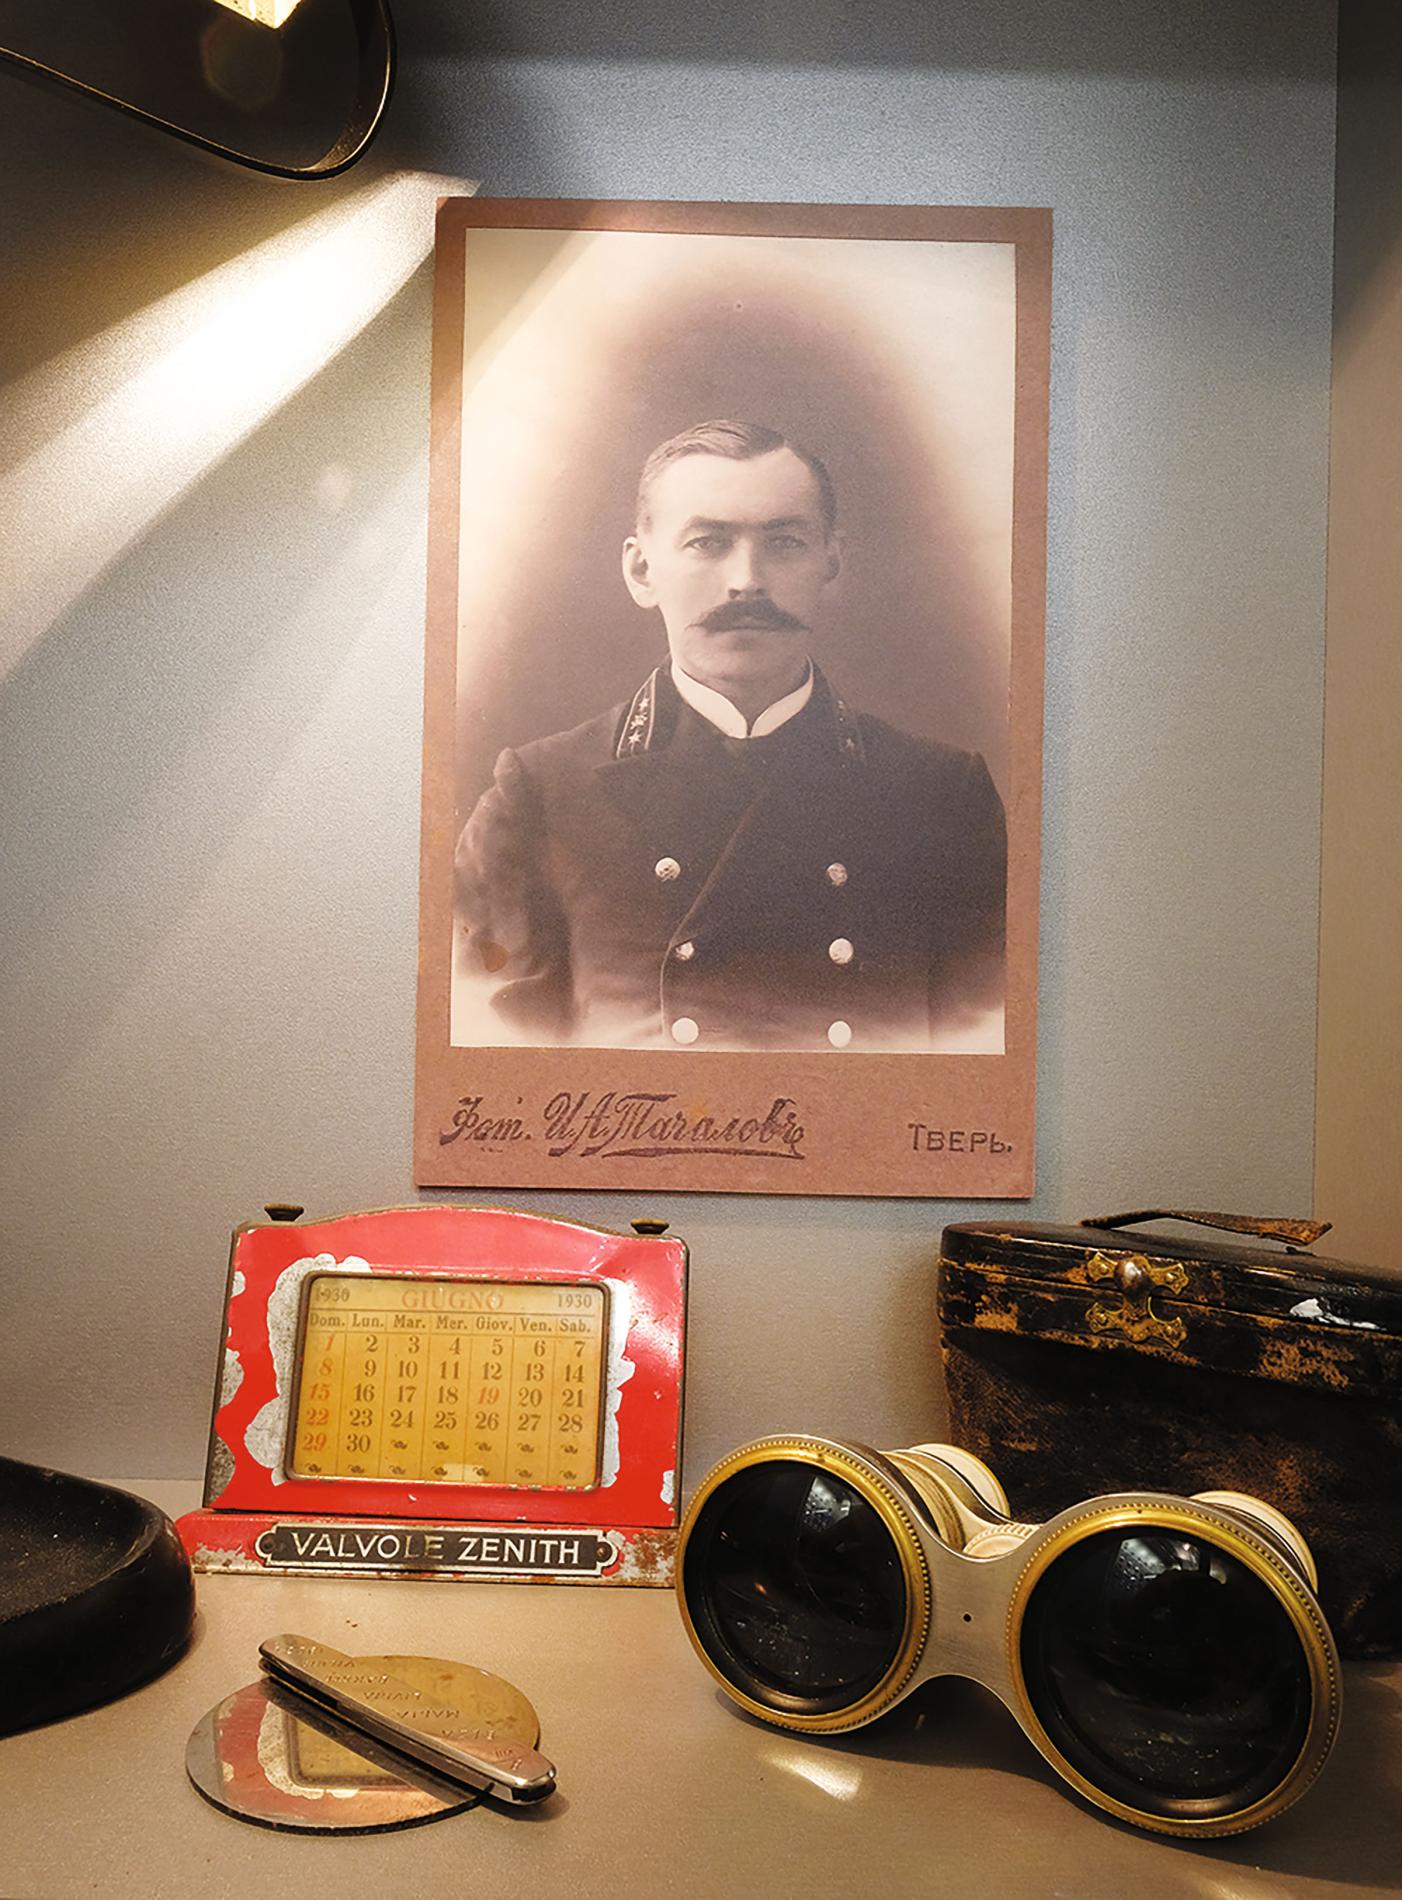 Фот. И.А.Тачаловъ ТВЕРЬ.
1930 GIUGNO 1930
Dom. Lun. Mar. Mer. Giov. Ven. Sab.
1 2 3 4 5 6 7
8 9 10 11 12 13 14
15 16 17 18 19 20 21
22 23 24 25 26 27 28
29 30
VALVOLE ZENITH